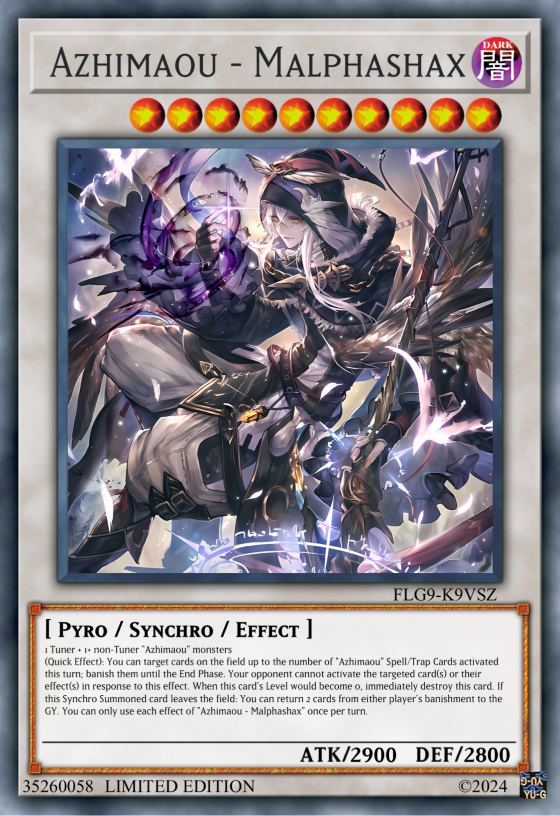 AZHIMAOU - MALPHASHAX
DARK
闇
FLG9-K9VSZ
[ PYRO / SYNCHRO / EFFECT ]
1 Tuner + 1+ non-Tuner "Azhimaou" monsters
(Quick Effect): You can target cards on the field up to the number of "Azhimaou" Spell/Trap Cards activated
this turn; banish them until the End Phase. Your opponent cannot activate the targeted card(s) or their
effect(s) in response to this effect. When this card's Level would become 0, immediately destroy this card. If
this Synchro Summoned card leaves the field: You can return 2 cards from either player's banishment to the
GY. You can only use each effect of "Azhimaou - Malphashax" once per turn.
ATK/2900 DEF/2800
35260058 LIMITED EDITION
©2024